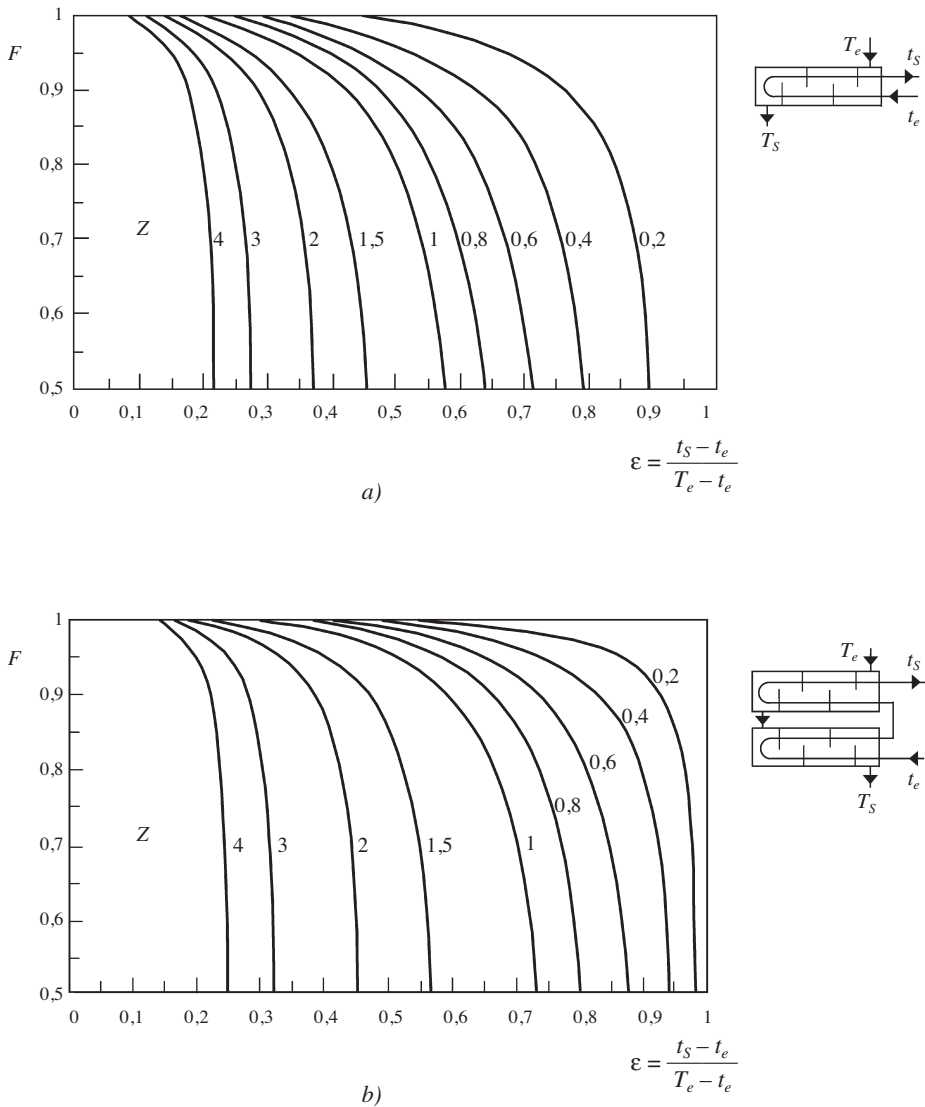 1
F
0,9
0,8
0,7
0,6
0,5
Z
4
3
2
1,5
1
0,8
0,6
0,4
0,2
0 0,1 0,2 0,3 0,4 0,5 0,6 0,7 0,8 0,9 1
ε = (t_S – t_e) / (T_e – t_e)
a)
T_e
t_S
t_e
T_S
1
F
0,9
0,8
0,7
0,6
0,5
Z
4
3
2
1,5
1
0,8
0,6
0,4
0,2
0 0,1 0,2 0,3 0,4 0,5 0,6 0,7 0,8 0,9 1
ε = (t_S – t_e) / (T_e – t_e)
b)
T_e
t_S
t_e
T_S